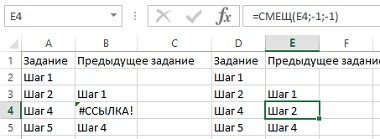 E4 fx =СМЕЩ(E4;-1;-1)
A B C D E F
1 Задание Предыдущее задание Задание Предыдущее задание
2 Шаг 1 Шаг 1
3 Шаг 2 Шаг 1 Шаг 2 Шаг 1
4 Шаг 4 #ССЫЛКА! Шаг 4 Шаг 2
5 Шаг 5 Шаг 4 Шаг 5 Шаг 4